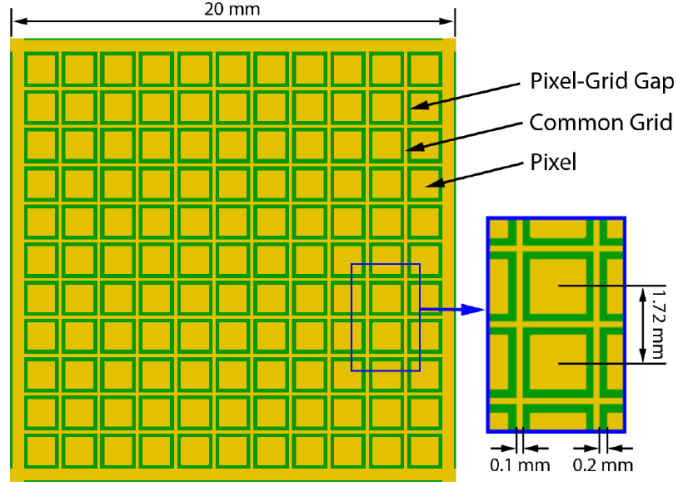 20 mm
Pixel-Grid Gap
Common Grid
Pixel
1.72 mm
0.1 mm
0.2 mm